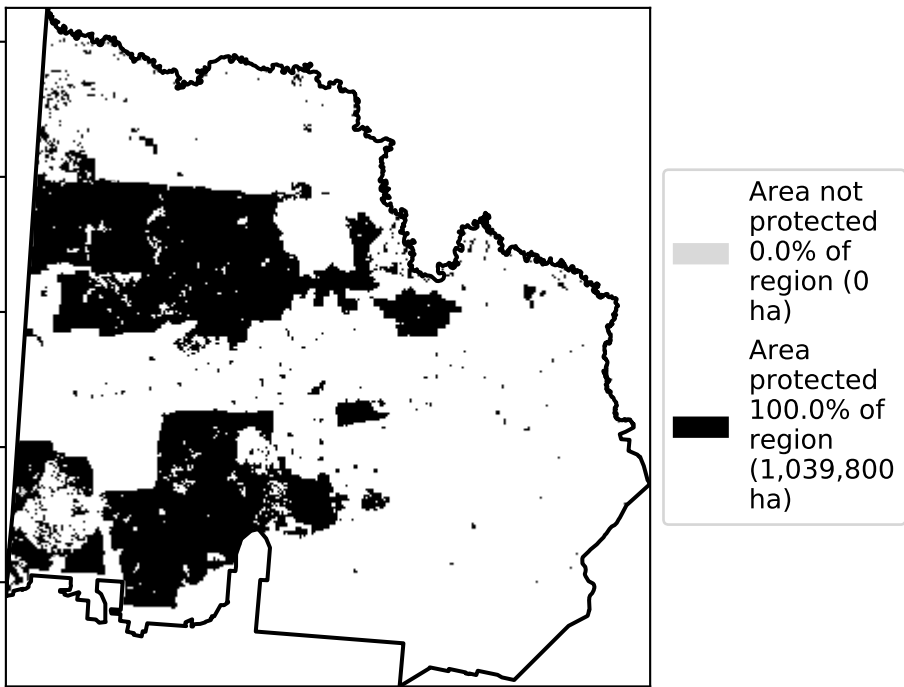 Area not
protected
0.0% of
region (0
ha)
Area
protected
100.0% of
region
(1,039,800
ha)